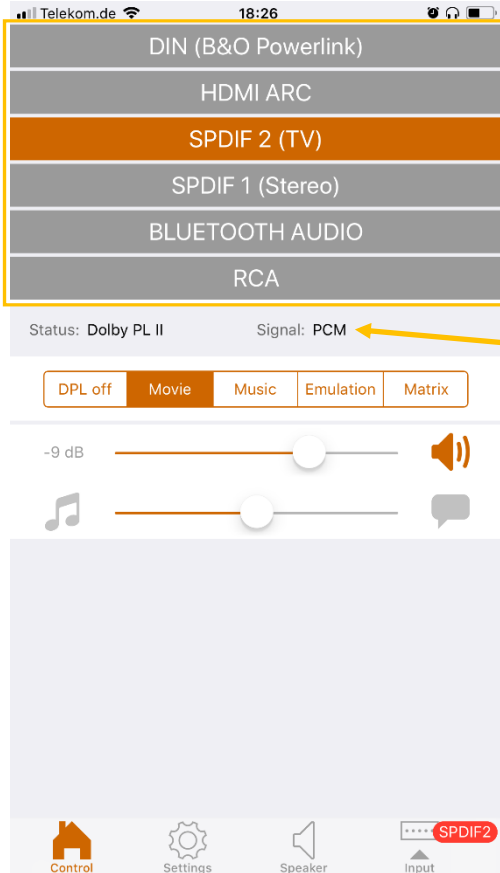 Telekom.de 18:26
DIN (B&O Powerlink)
HDMI ARC
SPDIF 2 (TV)
SPDIF 1 (Stereo)
BLUETOOTH AUDIO
RCA
Status: Dolby PL II Signal: PCM
DPL off Movie Music Emulation Matrix
-9 dB
SPDIF2
Control Settings Speaker Input